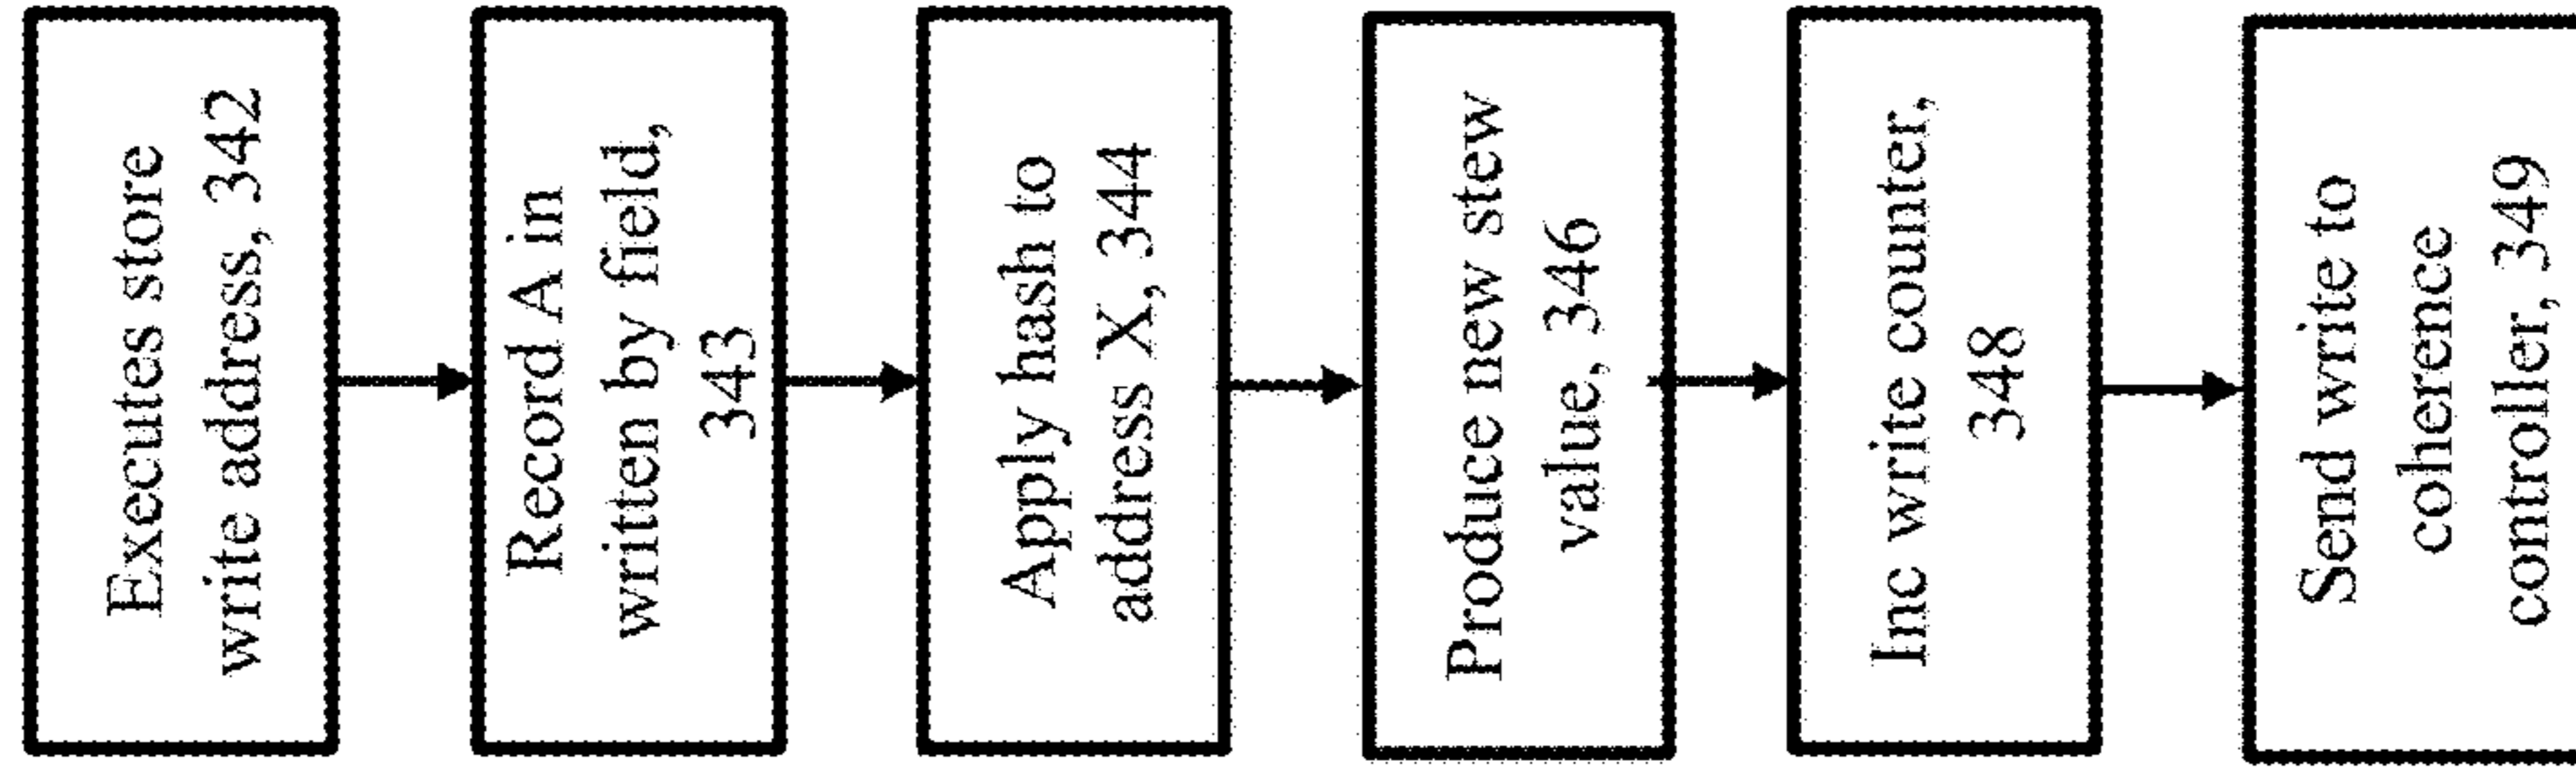 Executes store
write address, 342
Record A in
written by field,
343
Apply hash to
address X, 344
Produce new stew
value, 346
Inc write counter,
348
Send write to
coherence
controller, 349